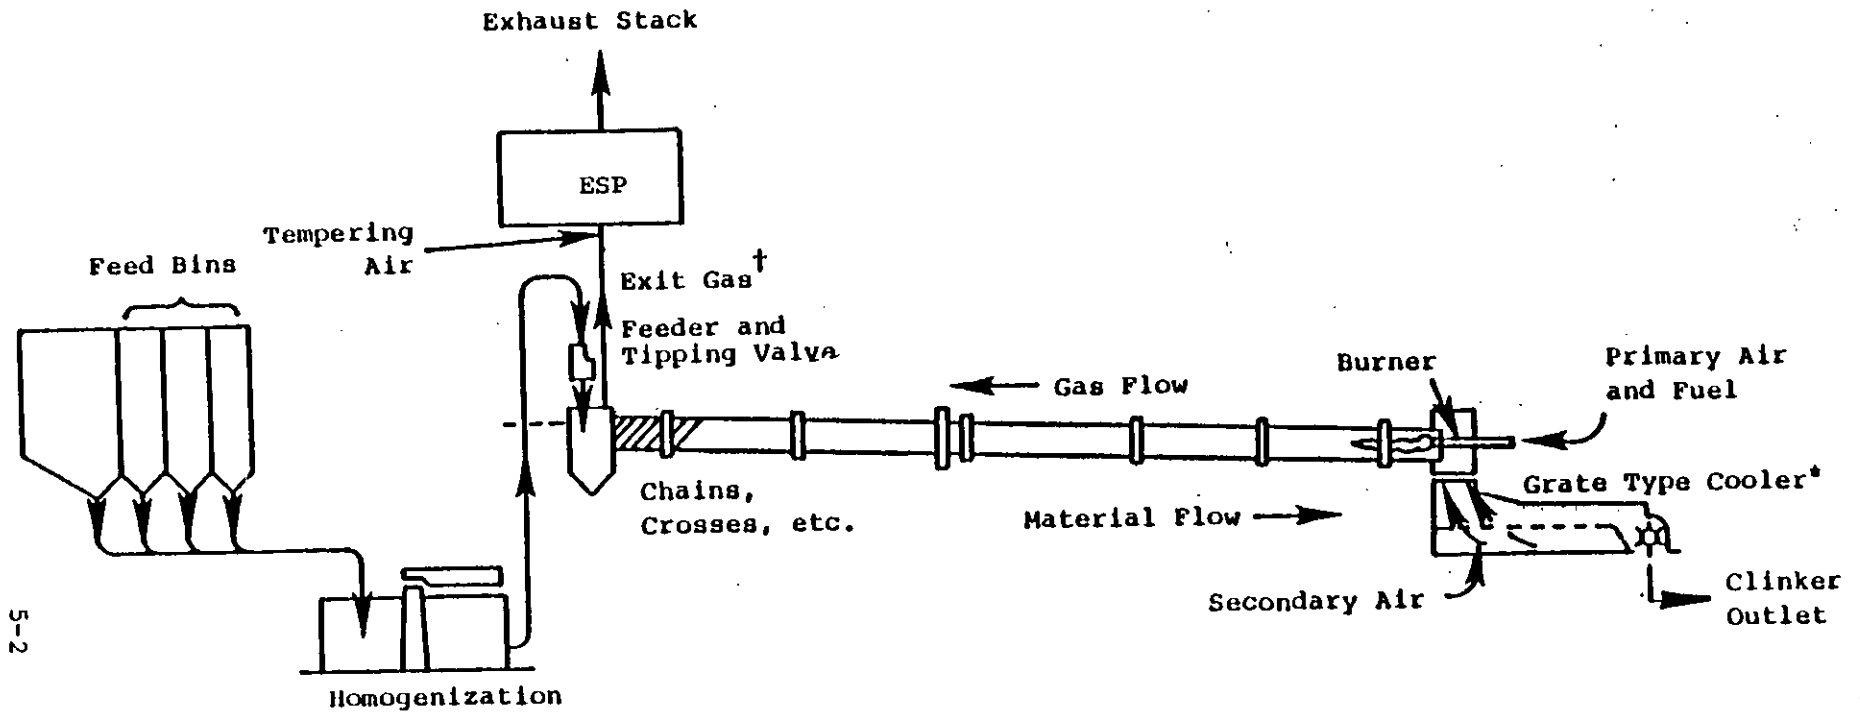 Exhaust Stack
ESP
Tempering
Air
Feed Bins
Exit Gas†
Feeder and
Tipping Valve
Gas Flow
Burner
Primary Air
and Fuel
Chains,
Crosses, etc.
Material Flow
Grate Type Cooler*
Secondary Air
Clinker
Outlet
Homogenization
5-2